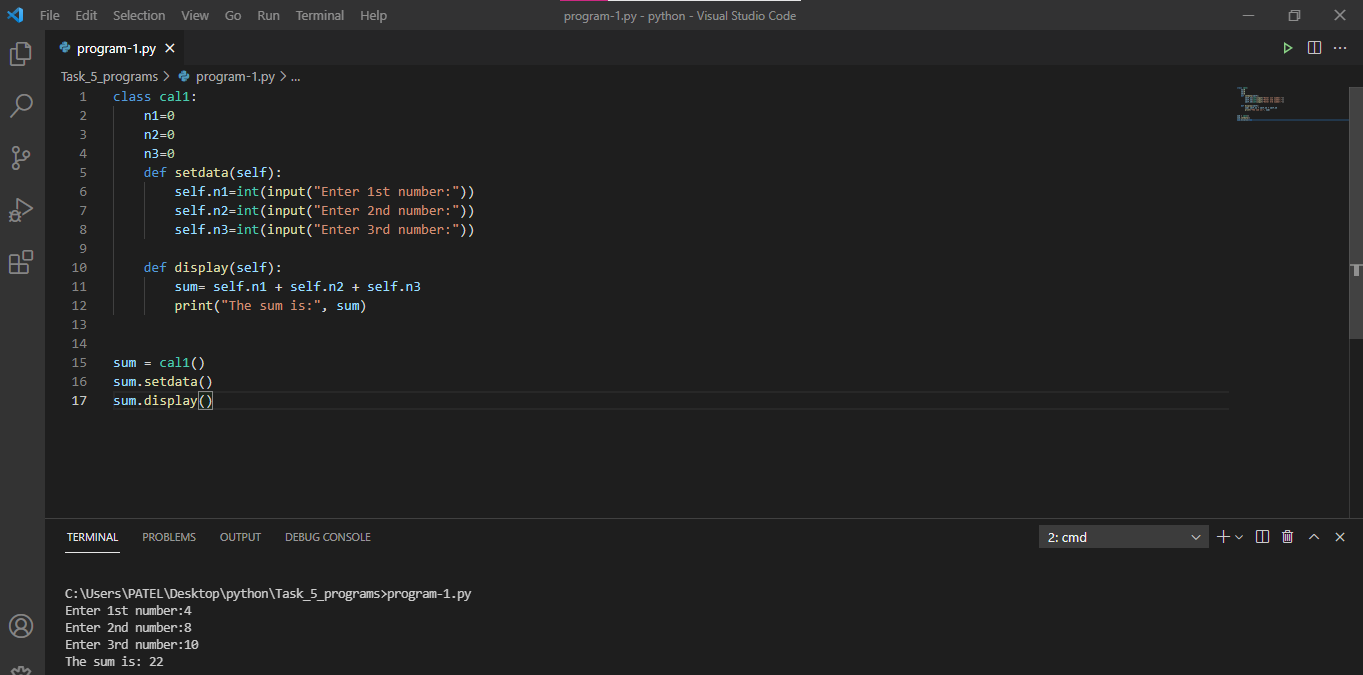 File Edit Selection View Go Run Terminal Help program-1.py - python - Visual Studio Code
program-1.py
Task_5_programs > program-1.py > ...
1 class cal1:
2     n1=0
3     n2=0
4     n3=0
5     def setdata(self):
6         self.n1=int(input("Enter 1st number:"))
7         self.n2=int(input("Enter 2nd number:"))
8         self.n3=int(input("Enter 3rd number:"))
9
10     def display(self):
11         sum= self.n1 + self.n2 + self.n3
12         print("The sum is:", sum)
13
14
15 sum = cal1()
16 sum.setdata()
17 sum.display()
TERMINAL PROBLEMS OUTPUT DEBUG CONSOLE 2: cmd
C:\Users\PATEL\Desktop\python\Task_5_programs>program-1.py
Enter 1st number:4
Enter 2nd number:8
Enter 3rd number:10
The sum is: 22